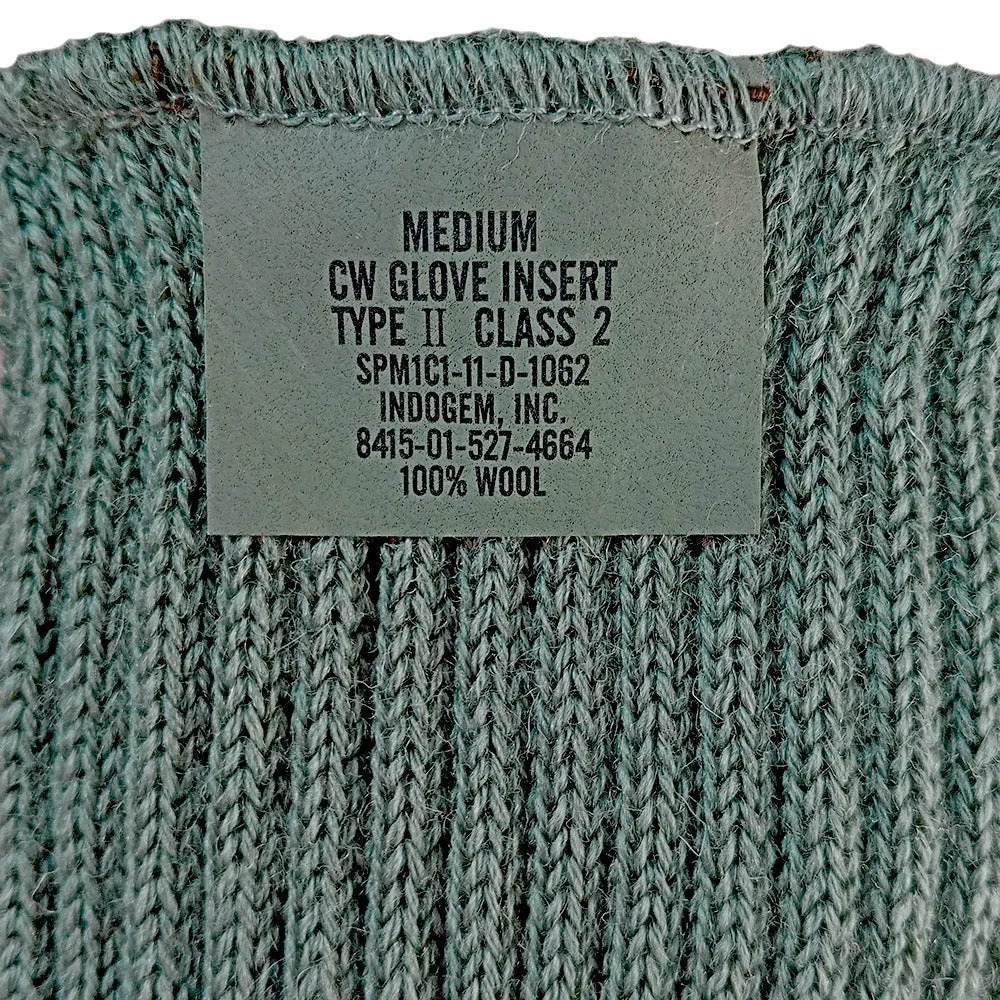 MEDIUM
CW GLOVE INSERT
TYPE II CLASS 2
SPM1C1-11-D-1062
INDOGEM, INC.
8415-01-527-4664
100% WOOL